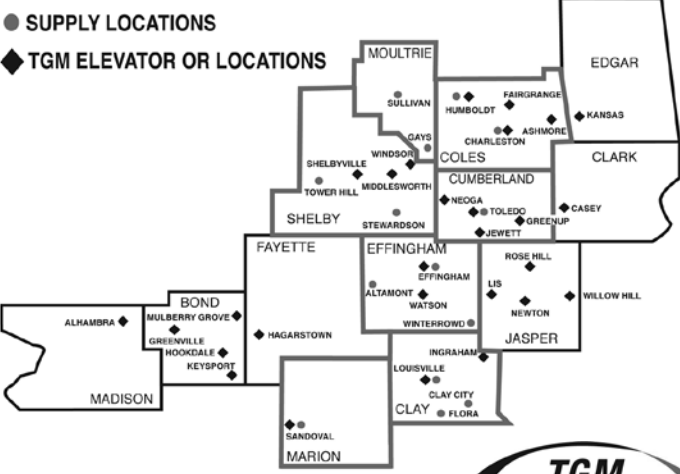 SUPPLY LOCATIONS
TGM ELEVATOR OR LOCATIONS
MOULTRIE
SULLIVAN
GAYS
EDGAR
KANSAS
HUMBOLDT
FAIRGRANGE
CHARLESTON
ASHMORE
COLES
CLARK
CASEY
WINDSOR
SHELBYVILLE
MIDDLESWORTH
TOWER HILL
STEWARDSON
SHELBY
CUMBERLAND
NEOGA
TOLEDO
GREENUP
JEWETT
FAYETTE
HAGARSTOWN
EFFINGHAM
EFFINGHAM
ALTAMONT
WATSON
WINTERROWD
ROSE HILL
LIS
WILLOW HILL
NEWTON
JASPER
BOND
MULBERRY GROVE
GREENVILLE
HOOKDALE
KEYSPORT
ALHAMBRA
MADISON
INGRAHAM
LOUISVILLE
CLAY CITY
FLORA
CLAY
SANDOVAL
MARION
TGM